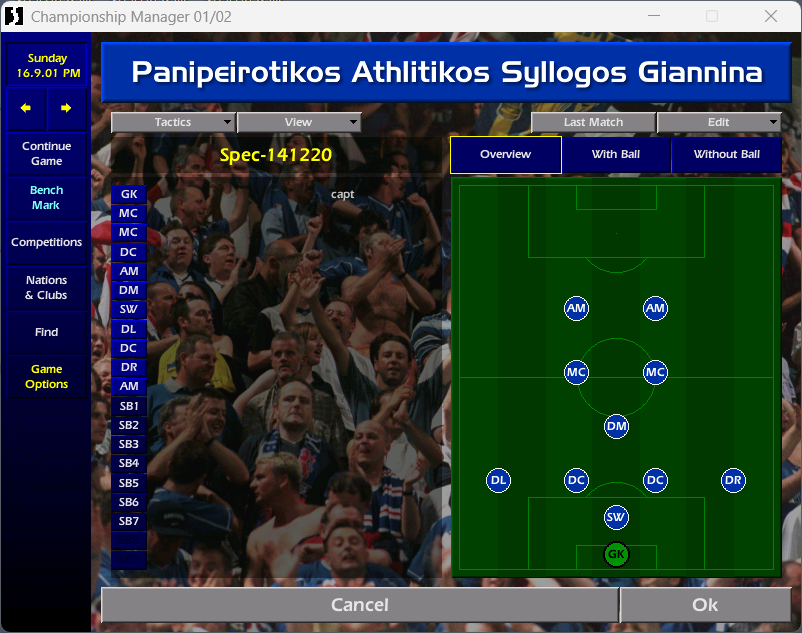 Championship Manager 01/02
Sunday
16.9.01 PM
Continue
Game
Bench
Mark
Competitions
Nations
& Clubs
Find
Game
Options
Panipeirotikos Athlitikos Syllogos Giannina
Tactics
View
Last Match
Edit
Spec-141220
Overview
With Ball
Without Ball
GK capt
MC
MC
DC
AM
DM
SW
DL
DC
DR
AM
SB1
SB2
SB3
SB4
SB5
SB6
SB7
AM AM
MC MC
DM
DL DC DC DR
SW
GK
Cancel
Ok